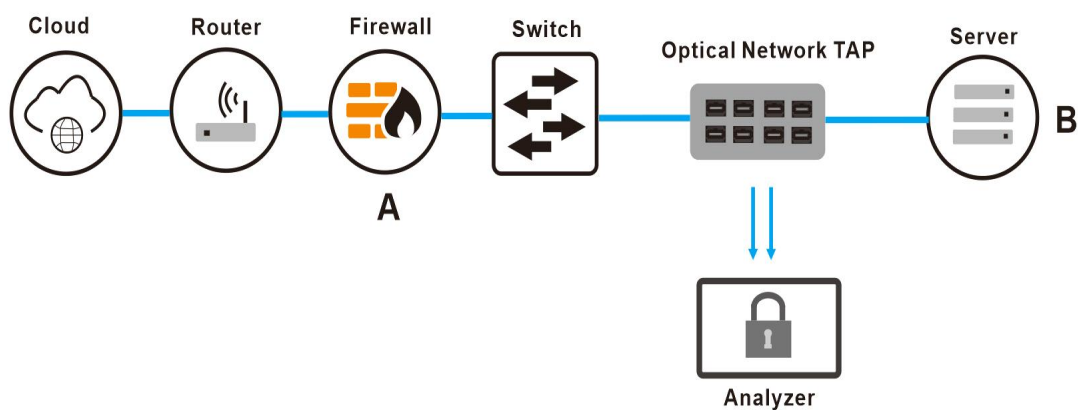 Cloud
Router
Firewall
Switch
Optical Network TAP
Server
A
B
Analyzer